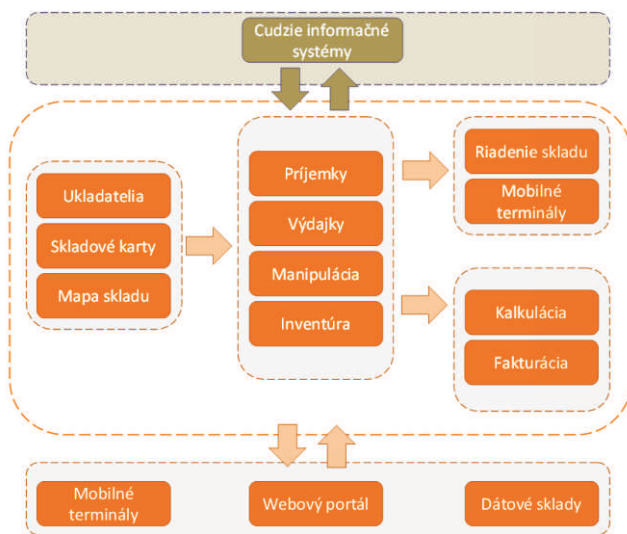 Cudzie informačné
systémy
Ukladatelia
Skladové karty
Mapa skladu
Príjemky
Výdajky
Manipulácia
Inventúra
Riadenie skladu
Mobilné
terminály
Kalkulácia
Fakturácia
Mobilné
terminály
Webový portál
Dátové sklady